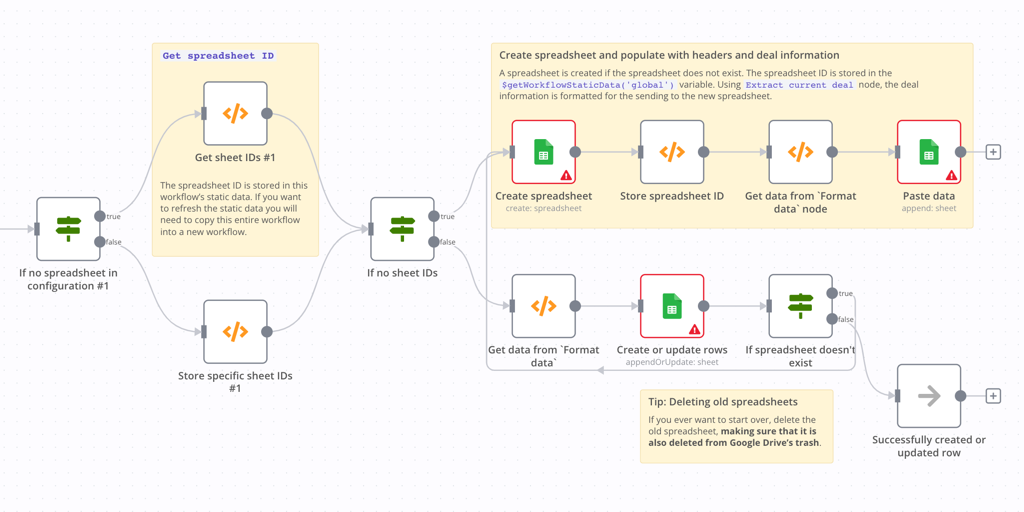 Get spreadsheet ID
Get sheet IDs #1
The spreadsheet ID is stored in this
workflow's static data. If you want
to refresh the static data you will
need to copy this entire workflow
into a new workflow.
true
false
If no spreadsheet in
configuration #1
Store specific sheet IDs
#1
true
false
If no sheet IDs
Create spreadsheet and populate with headers and deal information
A spreadsheet is created if the spreadsheet does not exist. The spreadsheet ID is stored in the
$getWorkflowStaticData('global') variable. Using Extract current deal node, the deal
information is formatted for the sending to the new spreadsheet.
Create spreadsheet
create: spreadsheet
Store spreadsheet ID
Get data from `Format
data` node
Paste data
append: sheet
Get data from `Format
data`
Create or update rows
appendOrUpdate: sheet
true
false
If spreadsheet doesn't
exist
Tip: Deleting old spreadsheets
If you ever want to start over, delete the
old spreadsheet, making sure that it is
also deleted from Google Drive's trash.
Successfully created or
updated row